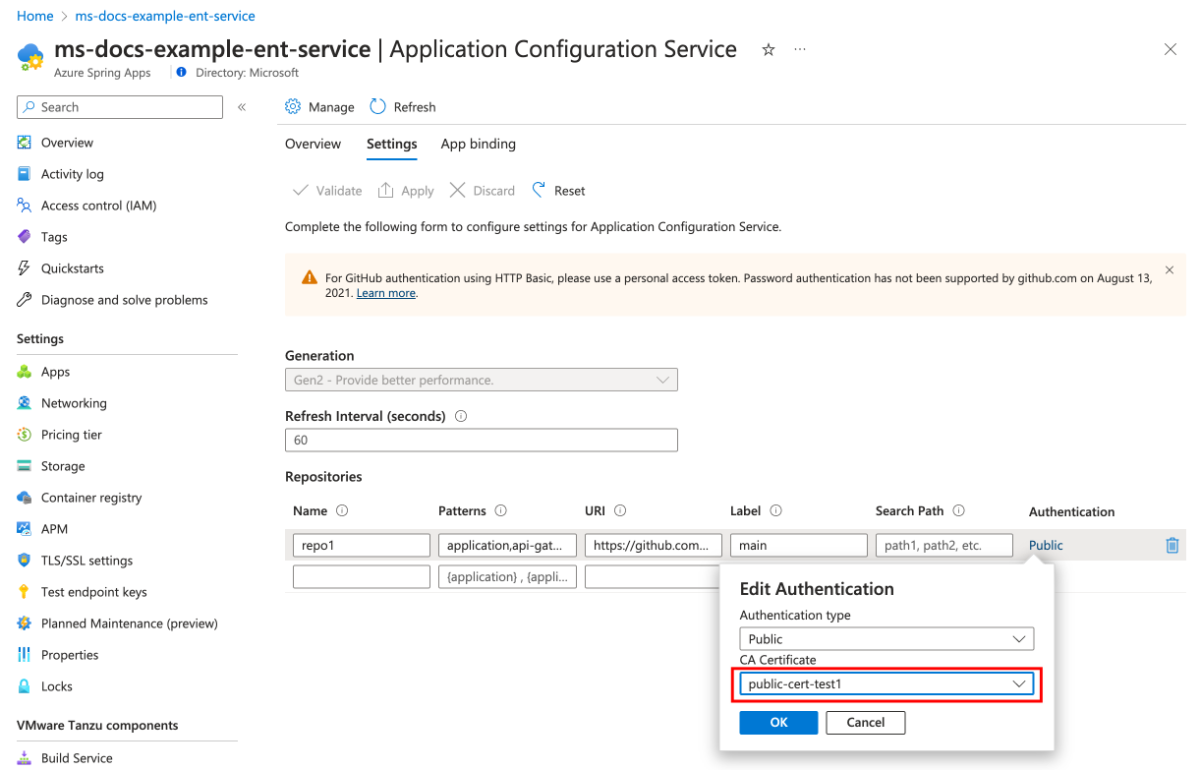 Home > ms-docs-example-ent-service
ms-docs-example-ent-service | Application Configuration Service
Azure Spring Apps
Directory: Microsoft
Search
Overview
Activity log
Access control (IAM)
Tags
Quickstarts
Diagnose and solve problems
Settings
Apps
Networking
Pricing tier
Storage
Container registry
APM
TLS/SSL settings
Test endpoint keys
Planned Maintenance (preview)
Properties
Locks
VMware Tanzu components
Build Service
Manage Refresh
Overview Settings App binding
Validate Apply Discard Reset
Complete the following form to configure settings for Application Configuration Service.
For GitHub authentication using HTTP Basic, please use a personal access token. Password authentication has not been supported by github.com on August 13,
2021. Learn more.
Generation
Gen2 - Provide better performance.
Refresh Interval (seconds)
60
Repositories
Name Patterns URI Label Search Path Authentication
repo1 application,api-gat... https://github.com... main path1, path2, etc. Public
{application} , {appli...
Edit Authentication
Authentication type
Public
CA Certificate
public-cert-test1
OK Cancel